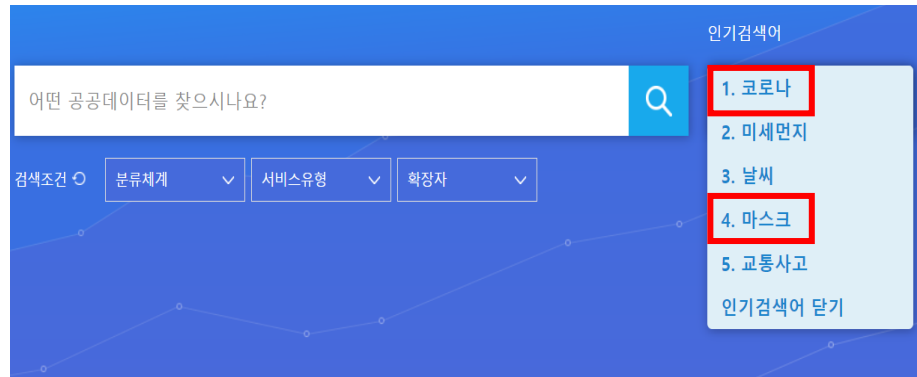 인기검색어
어떤 공공데이터를 찾으시나요?
검색조건
분류체계
서비스유형
확장자
1. 코로나
2. 미세먼지
3. 날씨
4. 마스크
5. 교통사고
인기검색어 닫기